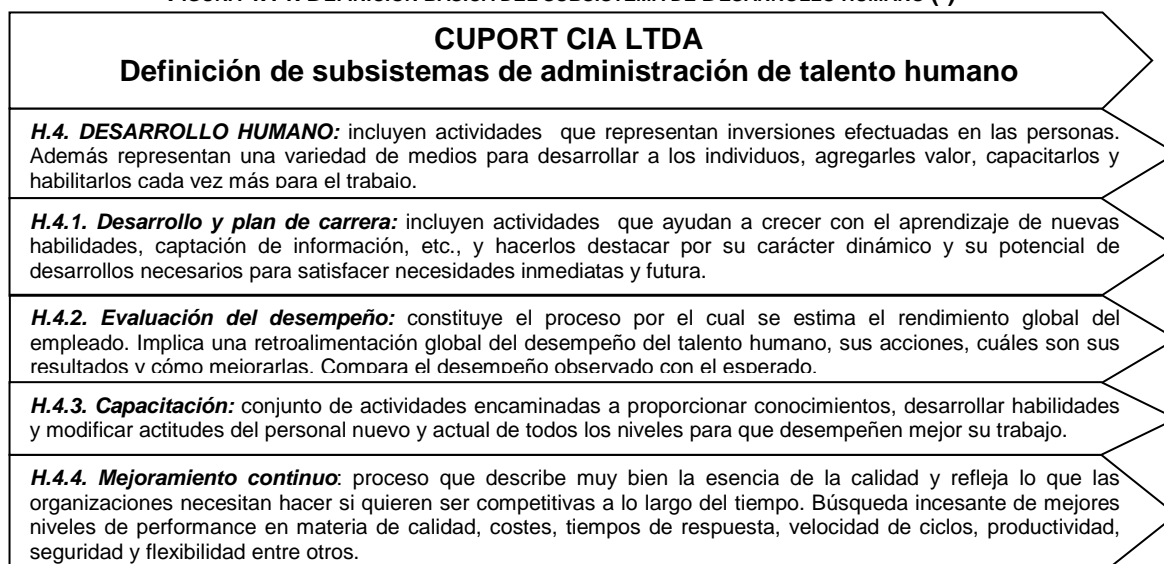 CUPORT CIA LTDA
Definición de subsistemas de administración de talento humano
H.4. DESARROLLO HUMANO: incluyen actividades que representan inversiones efectuadas en las personas.
Además representan una variedad de medios para desarrollar a los individuos, agregarles valor, capacitarlos y
habilitarlos cada vez más para el trabajo.
H.4.1. Desarrollo y plan de carrera: incluyen actividades que ayudan a crecer con el aprendizaje de nuevas
habilidades, captación de información, etc., y hacerlos destacar por su carácter dinámico y su potencial de
desarrollos necesarios para satisfacer necesidades inmediatas y futura.
H.4.2. Evaluación del desempeño: constituye el proceso por el cual se estima el rendimiento global del
empleado. Implica una retroalimentación global del desempeño del talento humano, sus acciones, cuáles son sus
resultados y cómo mejorarlas. Compara el desempeño observado con el esperado.
H.4.3. Capacitación: conjunto de actividades encaminadas a proporcionar conocimientos, desarrollar habilidades
y modificar actitudes del personal nuevo y actual de todos los niveles para que desempeñen mejor su trabajo.
H.4.4. Mejoramiento continuo: proceso que describe muy bien la esencia de la calidad y refleja lo que las
organizaciones necesitan hacer si quieren ser competitivas a lo largo del tiempo. Búsqueda incesante de mejores
niveles de performance en materia de calidad, costes, tiempos de respuesta, velocidad de ciclos, productividad,
seguridad y flexibilidad entre otros.